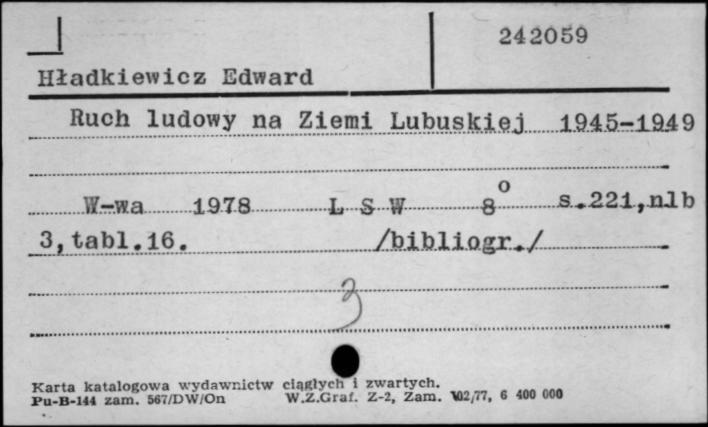 242059
Hładkiewicz Edward
Ruch ludowy na Ziemi Lubuskiej 1945-1949
W-wa 1978 L S W 8° s.221,nlb
3,tabl.16. /bibliogr./
3
Karta katalogowa wydawnictw ciągłych i zwartych.
Pu-B-144 zam. 567/DW/On W.Z.Graf. Z-2, Zam. 102/77, 6 400 000